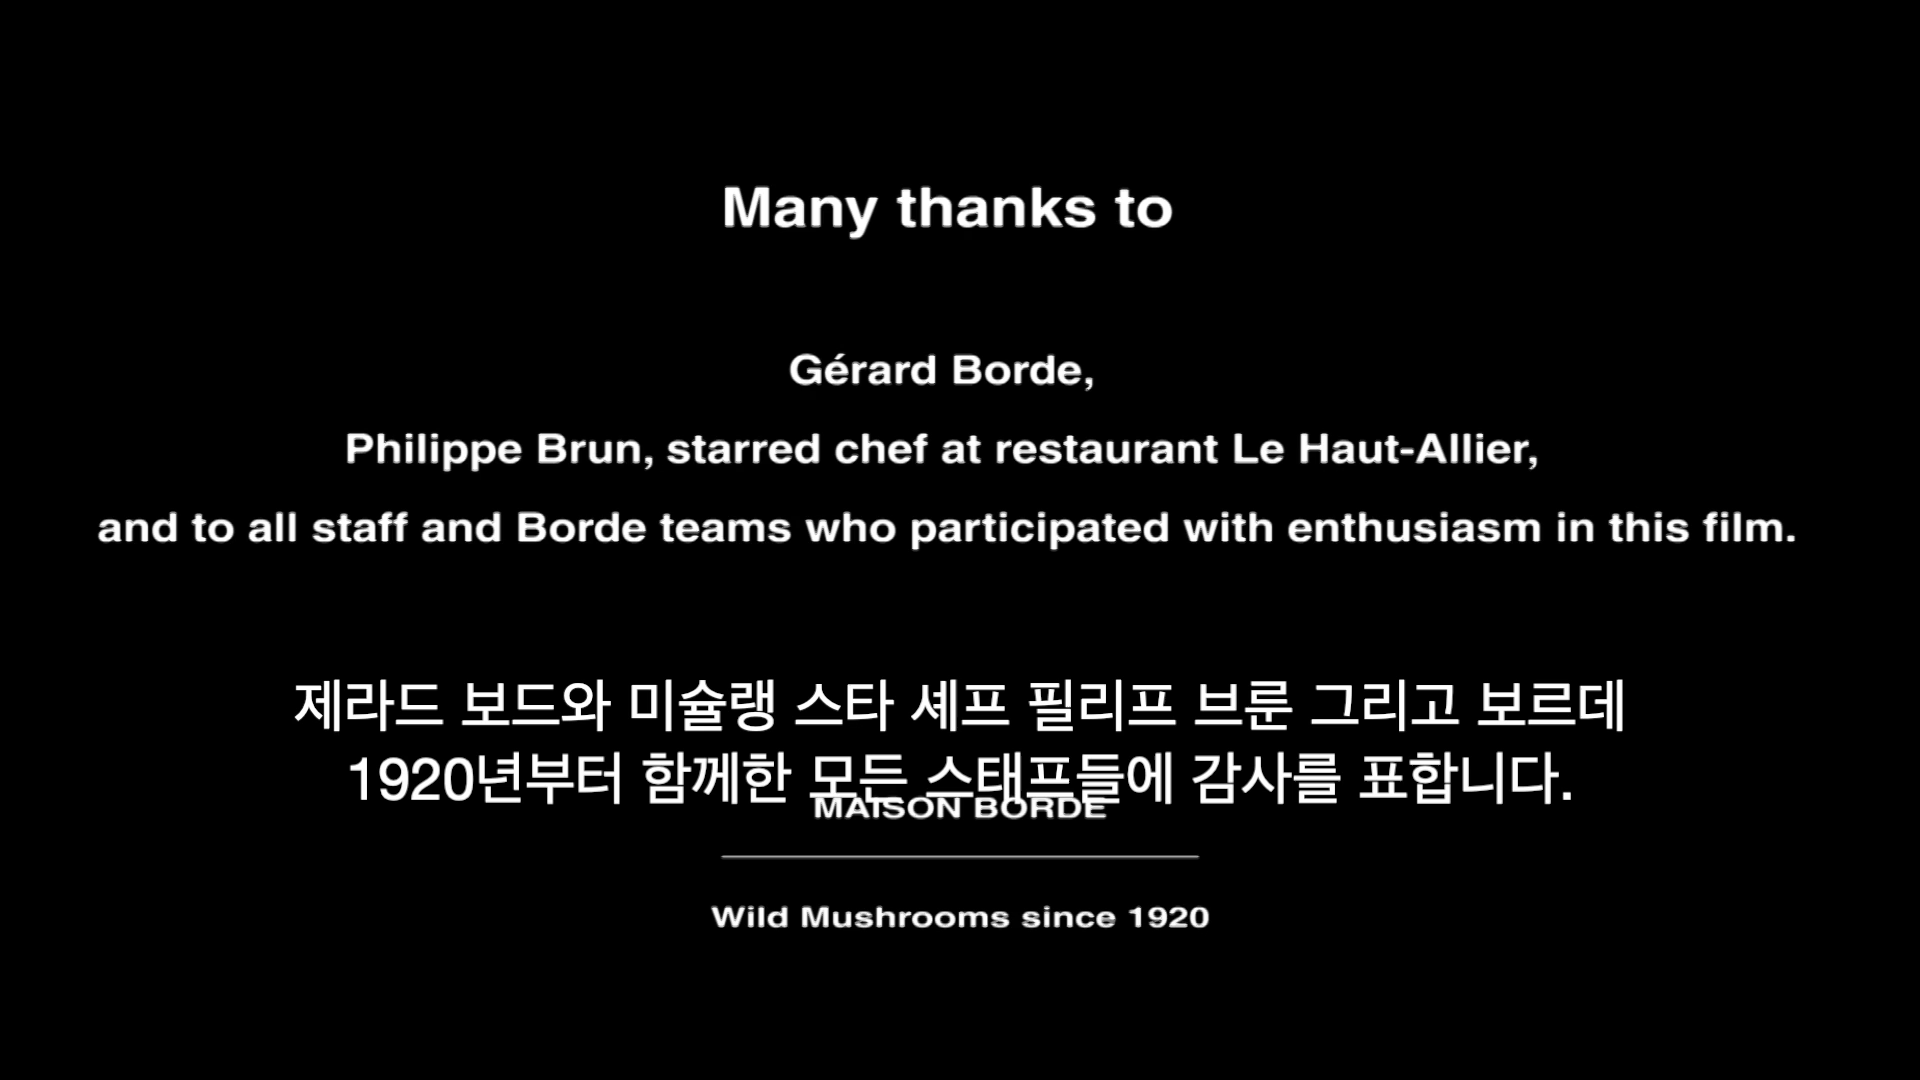 Many thanks to
Gérard Borde,
Philippe Brun, starred chef at restaurant Le Haut-Allier,
and to all staff and Borde teams who participated with enthusiasm in this film.
제라드 보드와 미슐랭 스타 셰프 필리프 브룬 그리고 보르데
1920년부터 함께한 모든 스태프들에 감사를 표합니다.
MAISON BORDE
Wild Mushrooms since 1920